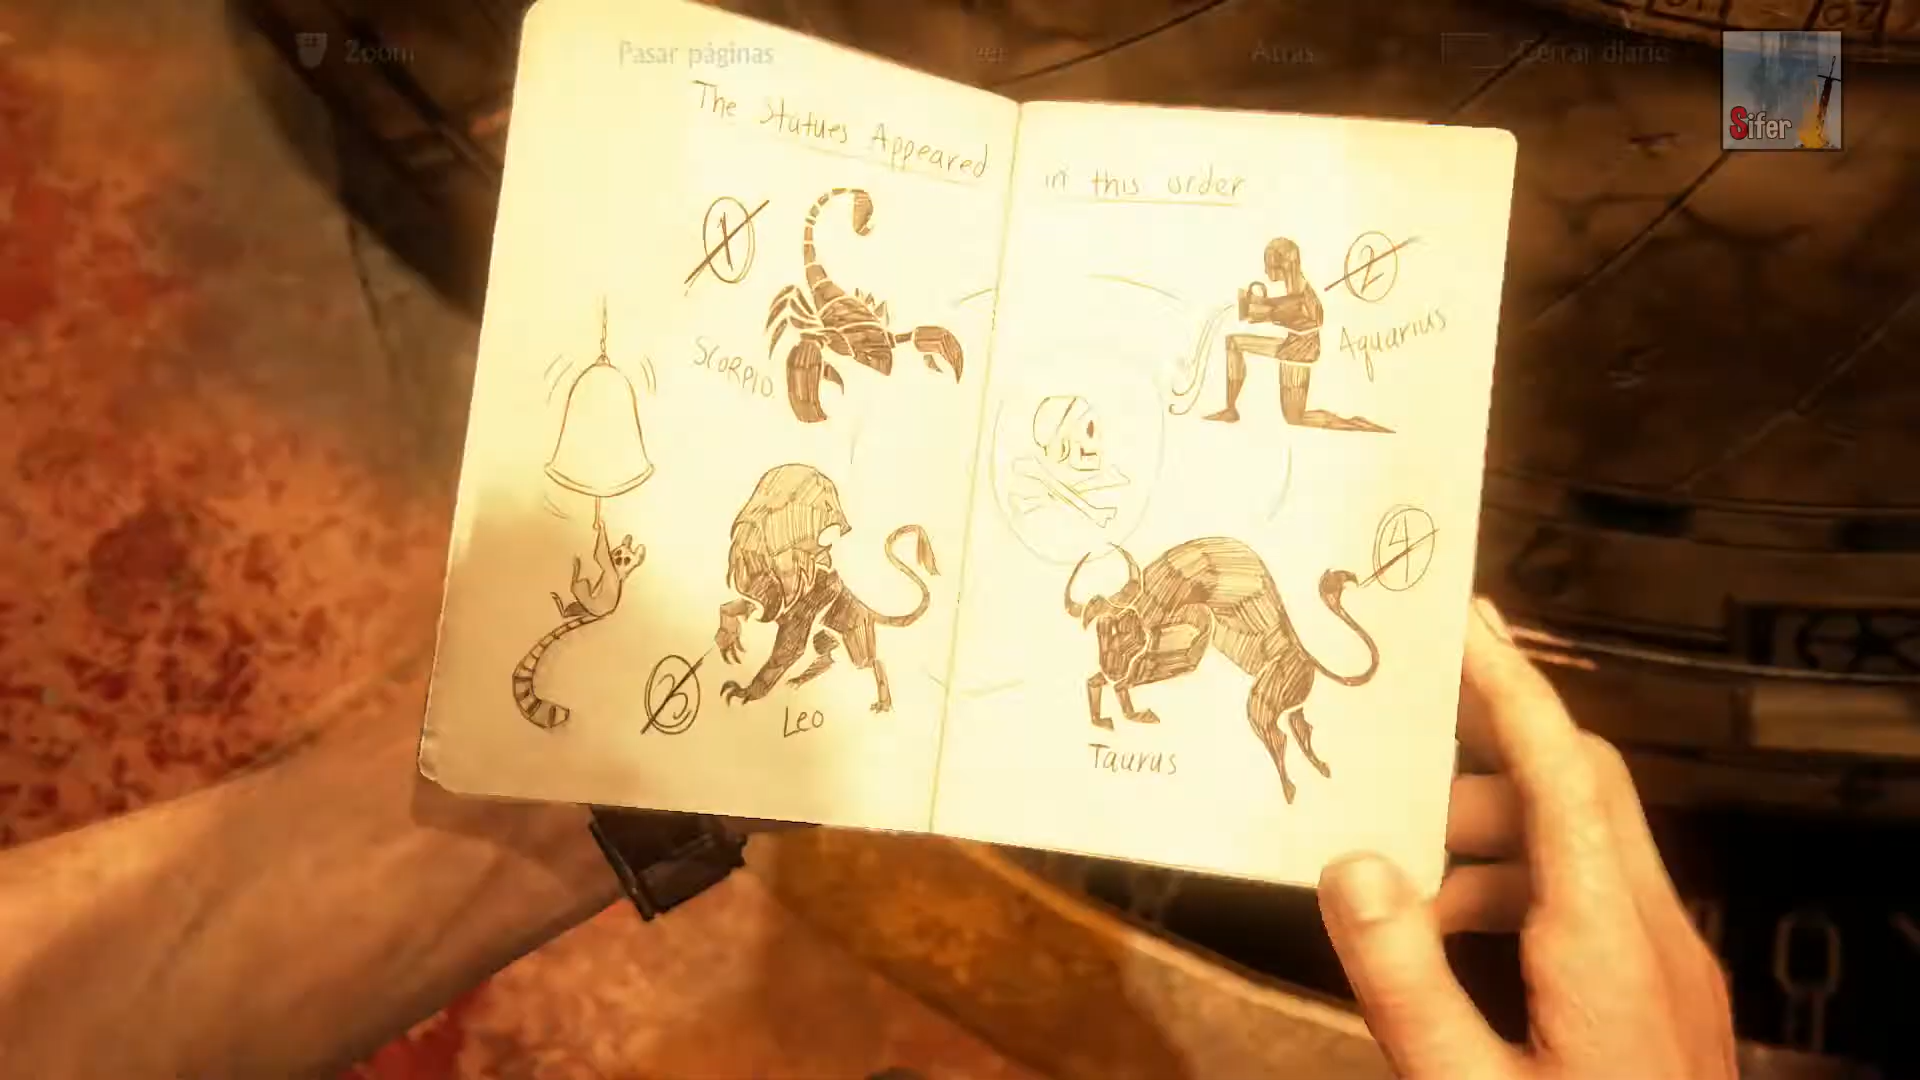 Zoom
Pasar páginas
Atrás
Cerrar diario
Sifer
The Statues Appeared
in this order
1
2
Scorpio
Aquarius
3
4
Leo
Taurus